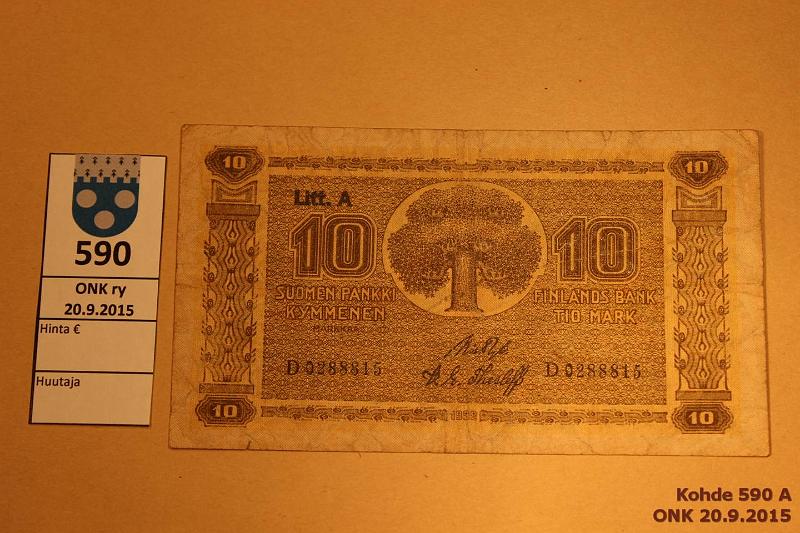 590
ONK ry
20.9.2015
Hinta €
Huutaja
10
10
Litt. A
10
10
SUOMEN PANKKI
FINLANDS BANK
KYMMENEN
TIO MARK
MARKKAA
D0288815
D0288815
10
10
Kohde 590 A
ONK 20.9.2015